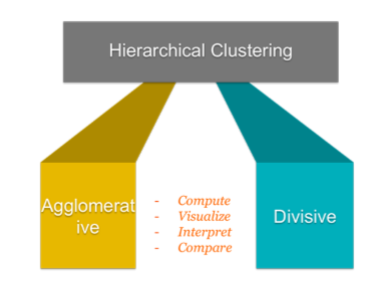 Hierarchical Clustering
Agglomerat
ive
- Compute
- Visualize
- Interpret
- Compare
Divisive